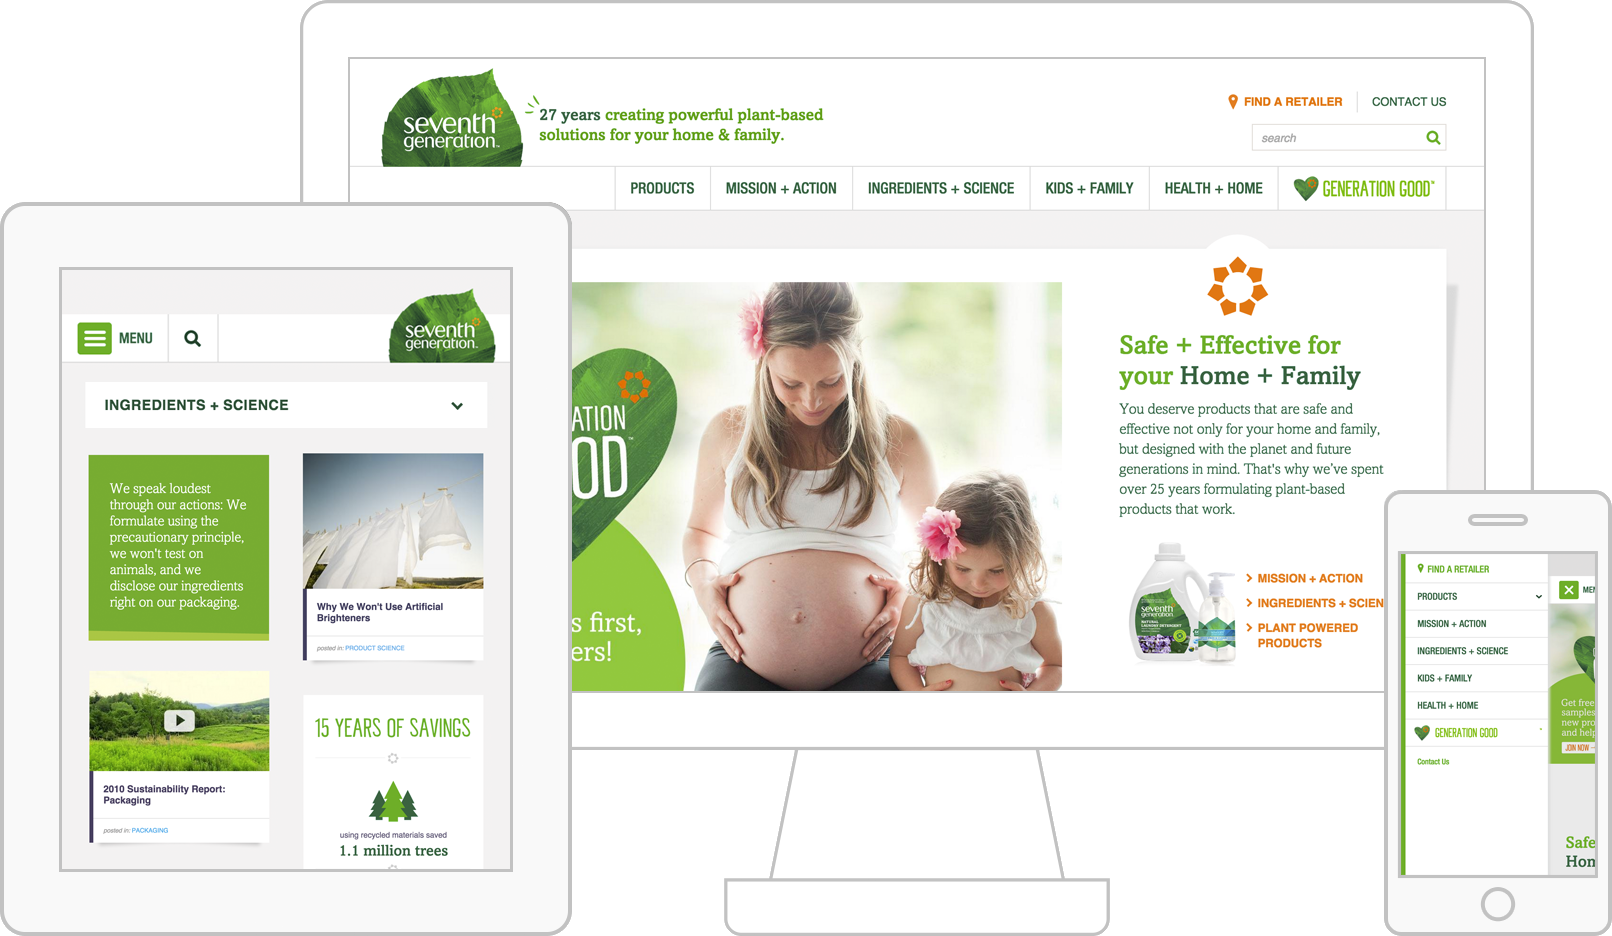 seventh
generation™
27 years creating powerful plant-based
solutions for your home & family.
FIND A RETAILER
CONTACT US
search
PRODUCTS
MISSION + ACTION
INGREDIENTS + SCIENCE
KIDS + FAMILY
HEALTH + HOME
GENERATION GOOD™
OOD™
s first,
ers!
Safe + Effective for
your Home + Family
You deserve products that are safe and
effective not only for your home and family,
but designed with the planet and future
generations in mind. That's why we've spent
over 25 years formulating plant-based
products that work.
seventh
generation
NATURAL
LAUNDRY DETERGENT
MISSION + ACTION
INGREDIENTS + SCIEN
PLANT POWERED
PRODUCTS
MENU
seventh
generation™
INGREDIENTS + SCIENCE
We speak loudest
through our actions: We
formulate using the
precautionary principle,
we won't test on
animals, and we
disclose our ingredients
right on our packaging.
Why We Won't Use Artificial
Brighteners
posted in: PRODUCT SCIENCE
2010 Sustainability Report:
Packaging
posted in: PACKAGING
15 YEARS OF SAVINGS
using recycled materials saved
1.1 million trees
FIND A RETAILER
PRODUCTS
MISSION + ACTION
INGREDIENTS + SCIENCE
KIDS + FAMILY
HEALTH + HOME
GENERATION GOOD
Contact Us
MEN
Get free
samples
new pro
and help
JOIN NOW
Safe
Hon